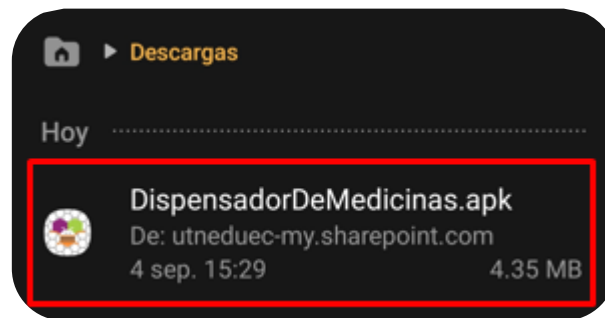 Descargas
Hoy
DispensadorDeMedicinas.apk
De: utneduec-my.sharepoint.com
4 sep. 15:29 4.35 MB